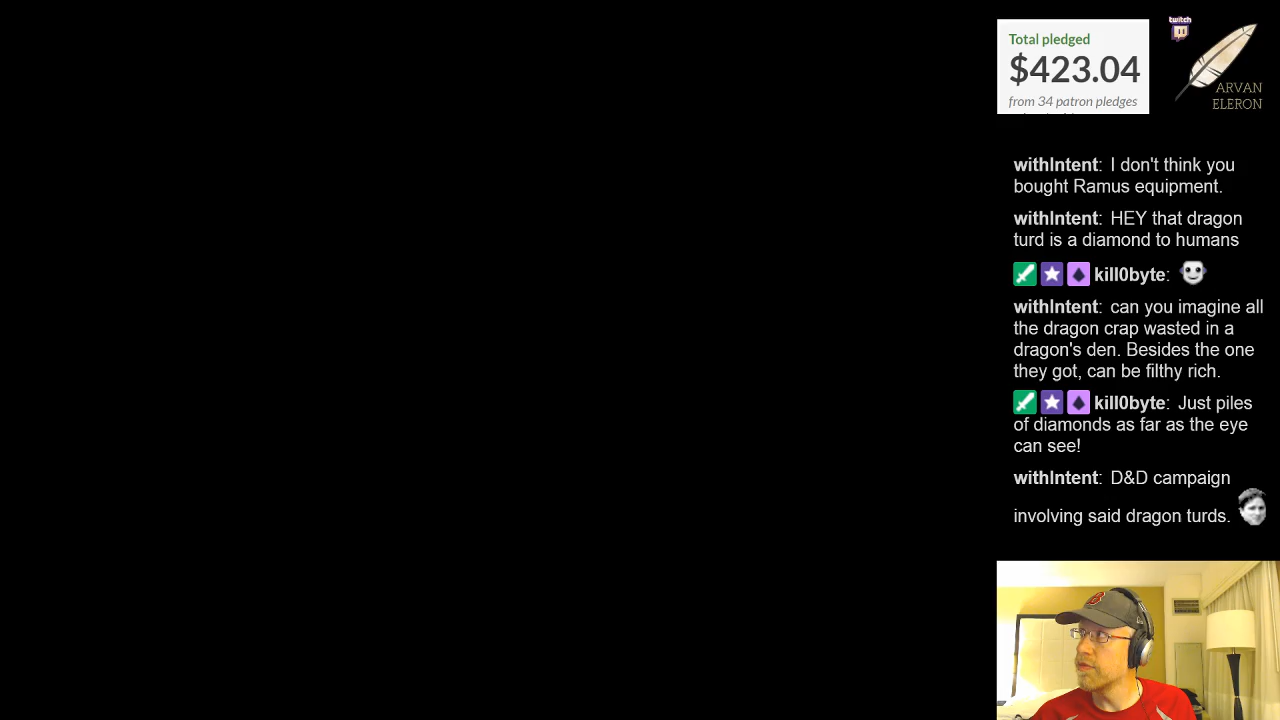 twitch
Total pledged
$423.04
from 34 patron pledges
ARVAN
ELERON
withIntent: I don't think you
bought Ramus equipment.
withIntent: HEY that dragon
turd is a diamond to humans
kill0byte:
withIntent: can you imagine all
the dragon crap wasted in a
dragon's den. Besides the one
they got, can be filthy rich.
kill0byte: Just piles
of diamonds as far as the eye
can see!
withIntent: D&D campaign
involving said dragon turds.
B